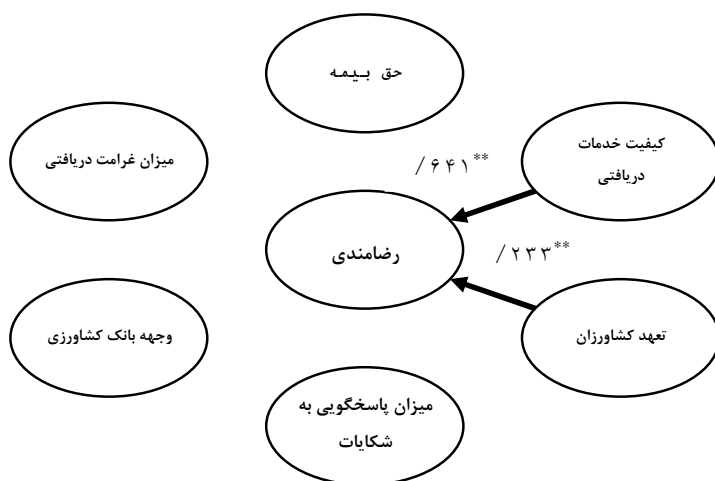 حق بیمه
میزان غرامت دریافتی
کیفیت خدمات
دریافتی
/۶۴۱**
رضامندی
/۲۳۳**
وجهه بانک کشاورزی
تعهد کشاورزان
میزان پاسخگویی به
شکایات